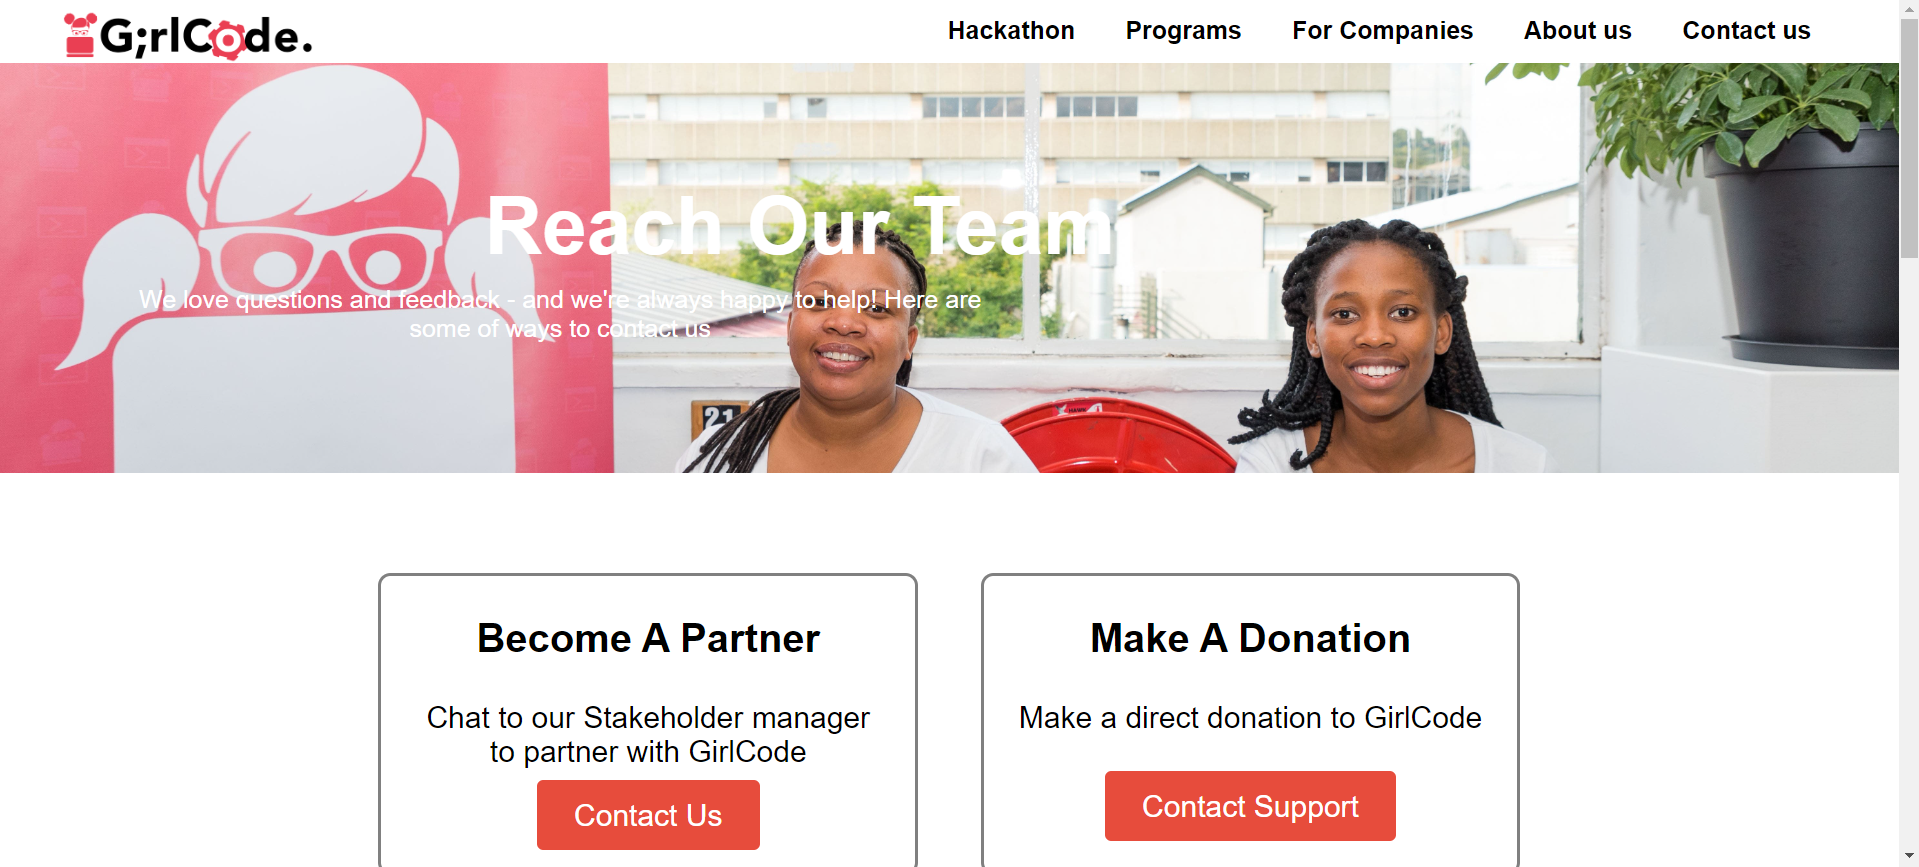 G;rlCode.
Hackathon
Programs
For Companies
About us
Contact us
Reach Our Team
We love questions and feedback - and we're always happy to help! Here are
some of ways to contact us
21
Become A Partner
Chat to our Stakeholder manager
to partner with GirlCode
Contact Us
Make A Donation
Make a direct donation to GirlCode
Contact Support